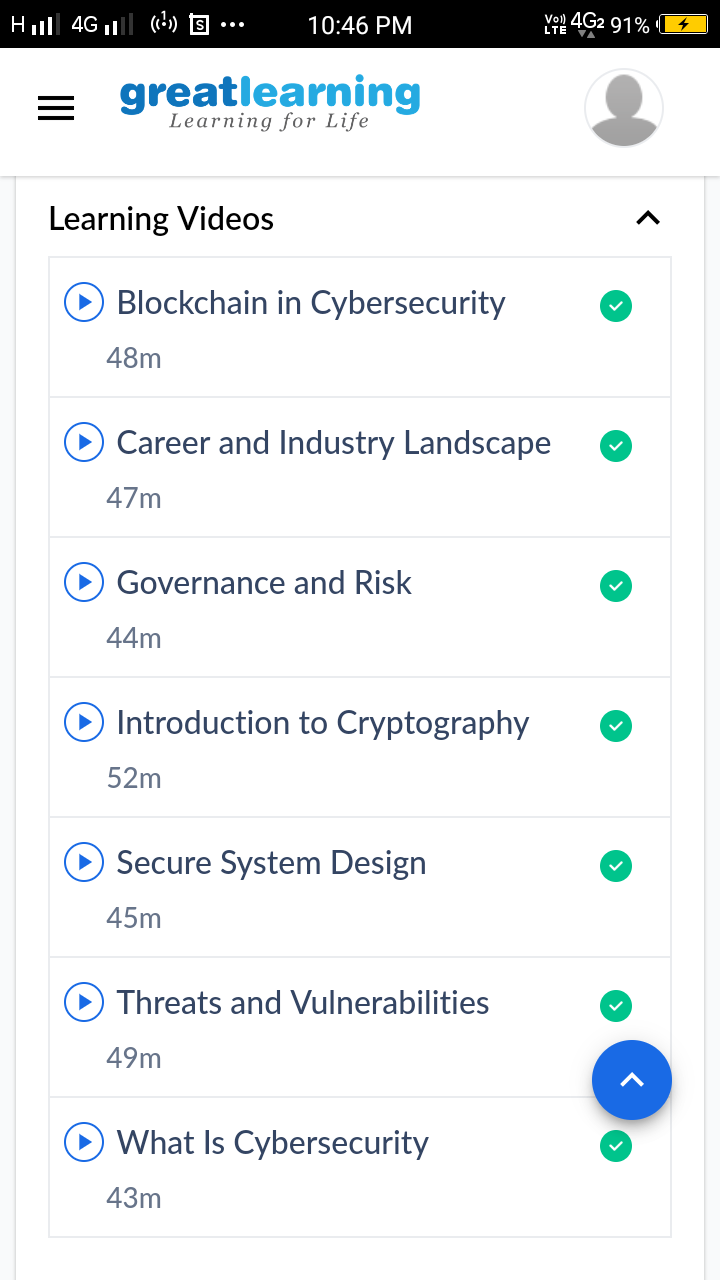 H 4G S 10:46 PM Vo)) LTE 4G2 91%
greatlearning
Learning for Life
Learning Videos
Blockchain in Cybersecurity
48m
Career and Industry Landscape
47m
Governance and Risk
44m
Introduction to Cryptography
52m
Secure System Design
45m
Threats and Vulnerabilities
49m
What Is Cybersecurity
43m